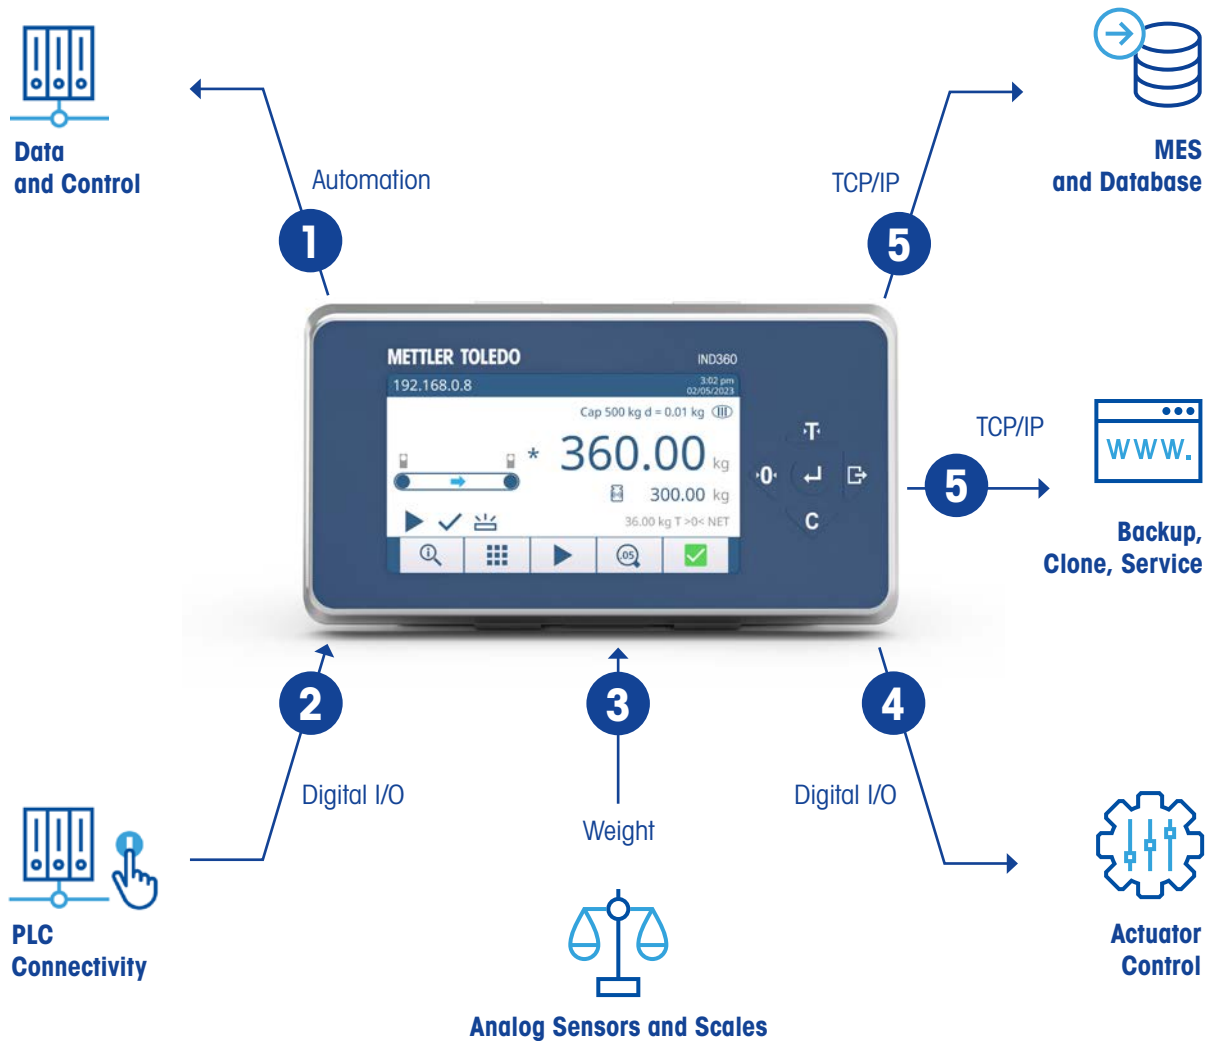 Data
and Control
Automation
1
TCP/IP
5
MES
and Database
METTLER TOLEDO
IND360
192.168.0.8
3:02 pm
02/05/2023
Cap 500 kg d = 0.01 kg
* 360.00 kg
300.00 kg
36.00 kg T >0< NET
.05
T
0
C
TCP/IP
5
www.
Backup,
Clone, Service
2
Digital I/O
PLC
Connectivity
3
Weight
Analog Sensors and Scales
4
Digital I/O
Actuator
Control